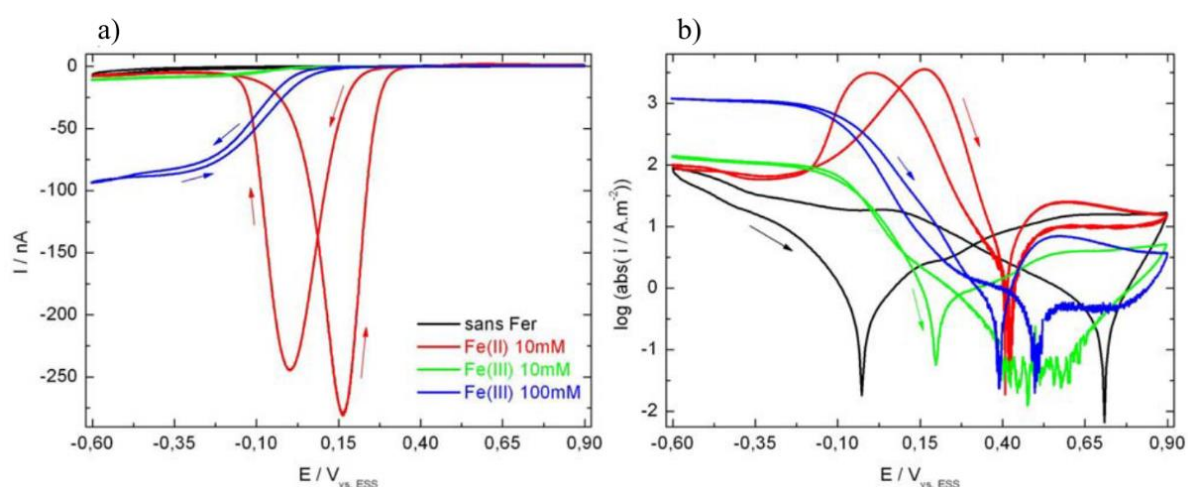 a)
b)
0
-50
-100
-150
-200
-250
I / nA
sans Fer
Fe(II) 10mM
Fe(III) 10mM
Fe(III) 100mM
-0,60 -0,35 -0,10 0,15 0,40 0,65 0,90
E / V vs. ESS
3
2
1
0
-1
-2
log (abs( i / A.m-2))
-0,60 -0,35 -0,10 0,15 0,40 0,65 0,90
E / V vs. ESS